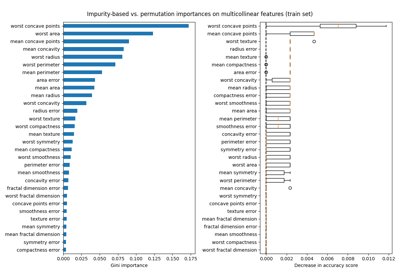 Impurity-based vs. permutation importances on multicollinear features (train set)
worst concave points
worst area
mean concave points
mean concavity
worst radius
worst perimeter
mean perimeter
area error
mean area
mean radius
worst concavity
radius error
worst texture
worst compactness
mean texture
worst symmetry
mean compactness
worst smoothness
perimeter error
mean smoothness
concavity error
fractal dimension error
worst fractal dimension
concave points error
smoothness error
texture error
mean symmetry
mean fractal dimension
symmetry error
compactness error
0.000 0.025 0.050 0.075 0.100 0.125 0.150 0.175
Gini importance
worst concave points
mean concave points
worst texture
radius error
mean texture
mean compactness
area error
worst concavity
mean radius
compactness error
worst smoothness
mean area
mean perimeter
smoothness error
concavity error
perimeter error
symmetry error
worst radius
worst area
mean smoothness
worst perimeter
mean concavity
worst symmetry
concave points error
texture error
mean fractal dimension
fractal dimension error
mean symmetry
worst compactness
worst fractal dimension
0.000 0.002 0.004 0.006 0.008 0.010 0.012
Decrease in accuracy score